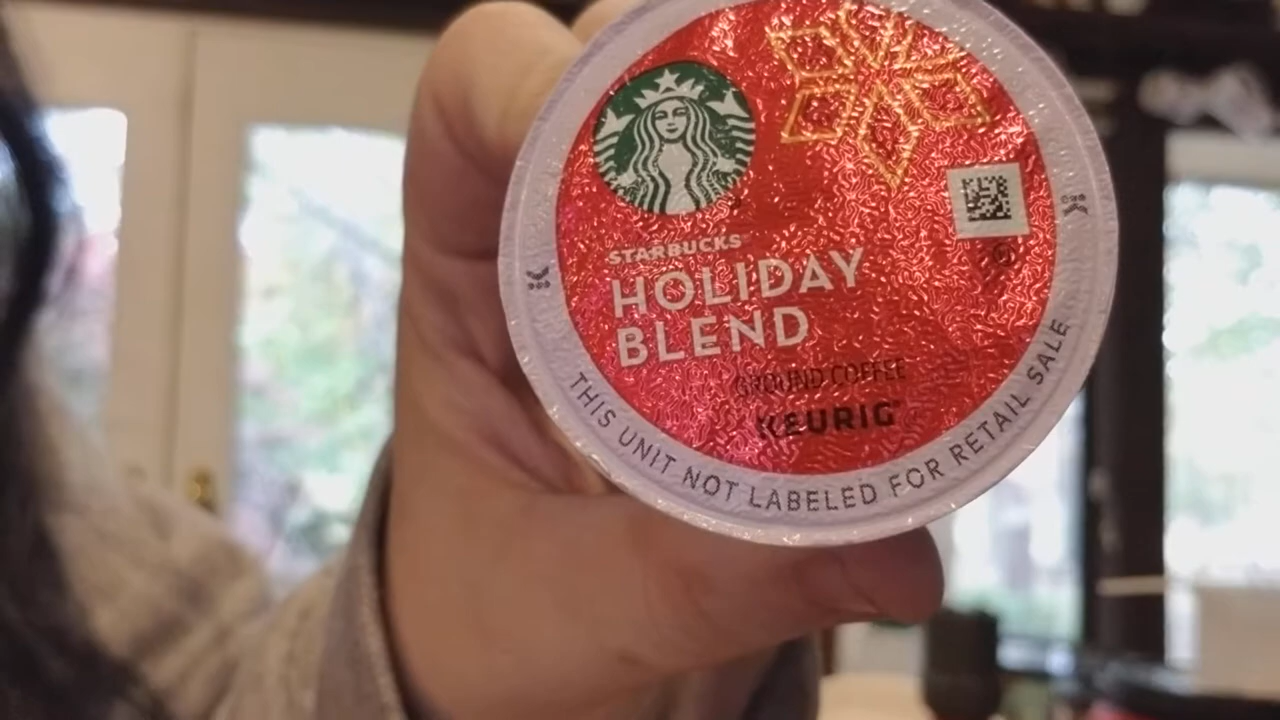 STARBUCKS
HOLIDAY
BLEND
GROUND COFFEE
KEURIG
THIS UNIT NOT LABELED FOR RETAIL SALE